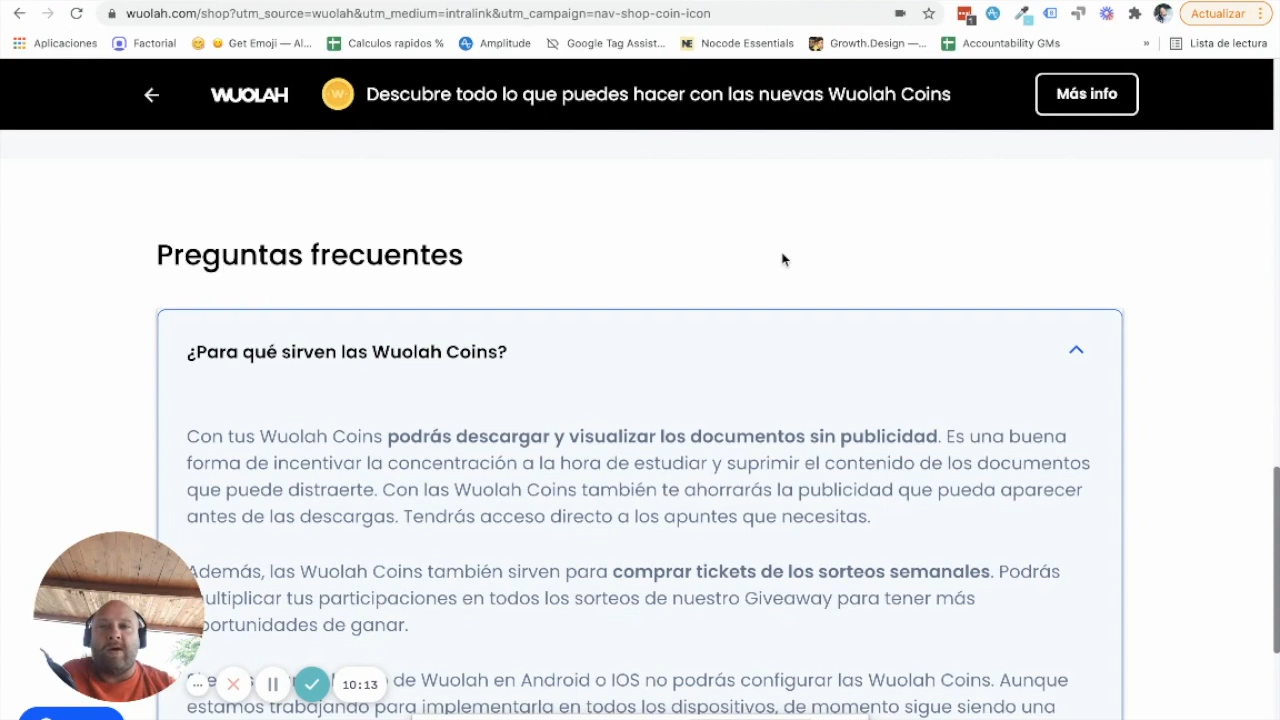 wuolah.com/shop?utm_source=wuolah&utm_medium=intralink&utm_campaign=nav-shop-coin-icon
Actualizar
Aplicaciones
Factorial
Get Emoji — Al...
Calculos rapidos %
Amplitude
Google Tag Assist...
NE
Nocode Essentials
Growth.Design —...
Accountability GMs
»
Lista de lectura
WUOLAH
W
Descubre todo lo que puedes hacer con las nuevas Wuolah Coins
Más info
Preguntas frecuentes
¿Para qué sirven las Wuolah Coins?
Con tus Wuolah Coins podrás descargar y visualizar los documentos sin publicidad. Es una buena
forma de incentivar la concentración a la hora de estudiar y suprimir el contenido de los documentos
que puede distraerte. Con las Wuolah Coins también te ahorrarás la publicidad que pueda aparecer
antes de las descargas. Tendrás acceso directo a los apuntes que necesitas.
Además, las Wuolah Coins también sirven para comprar tickets de los sorteos semanales. Podrás
ultiplicar tus participaciones en todos los sorteos de nuestro Giveaway para tener más
portunidades de ganar.
10:13
de Wuolah en Android o IOS no podrás configurar las Wuolah Coins. Aunque
estamos trabajando para implementarla en todos los dispositivos, de momento sigue siendo una